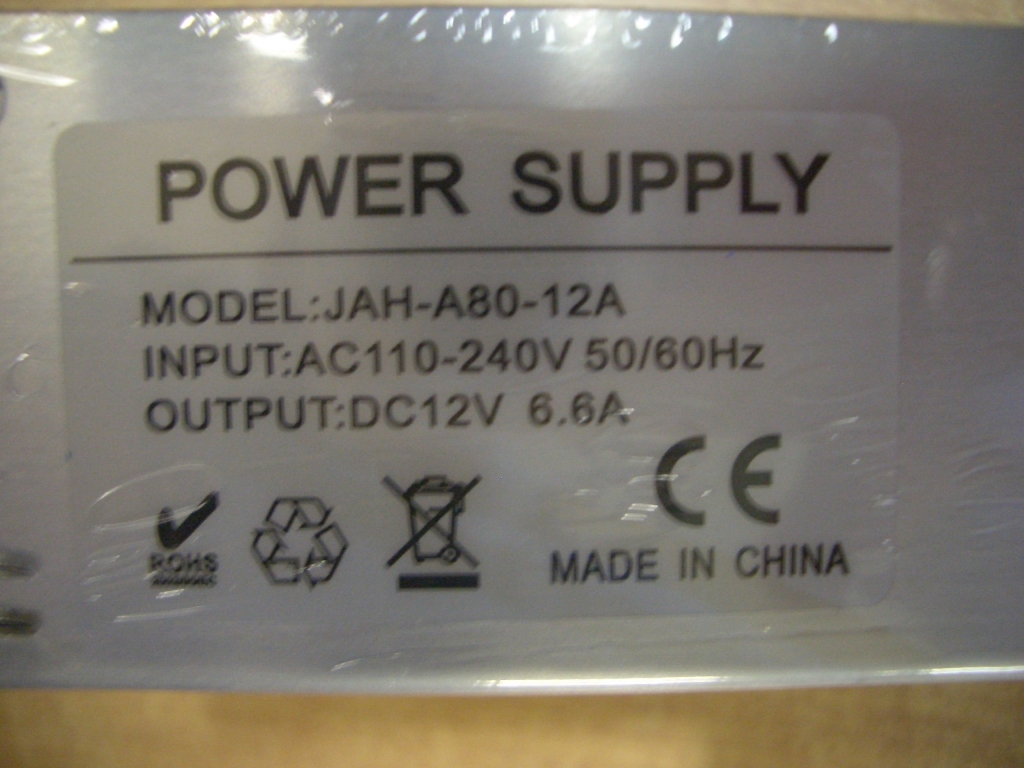 POWER SUPPLY
MODEL:JAH-A80-12A
INPUT:AC110-240V 50/60Hz
OUTPUT:DC12V 6.6A
CE
ROHS
MADE IN CHINA